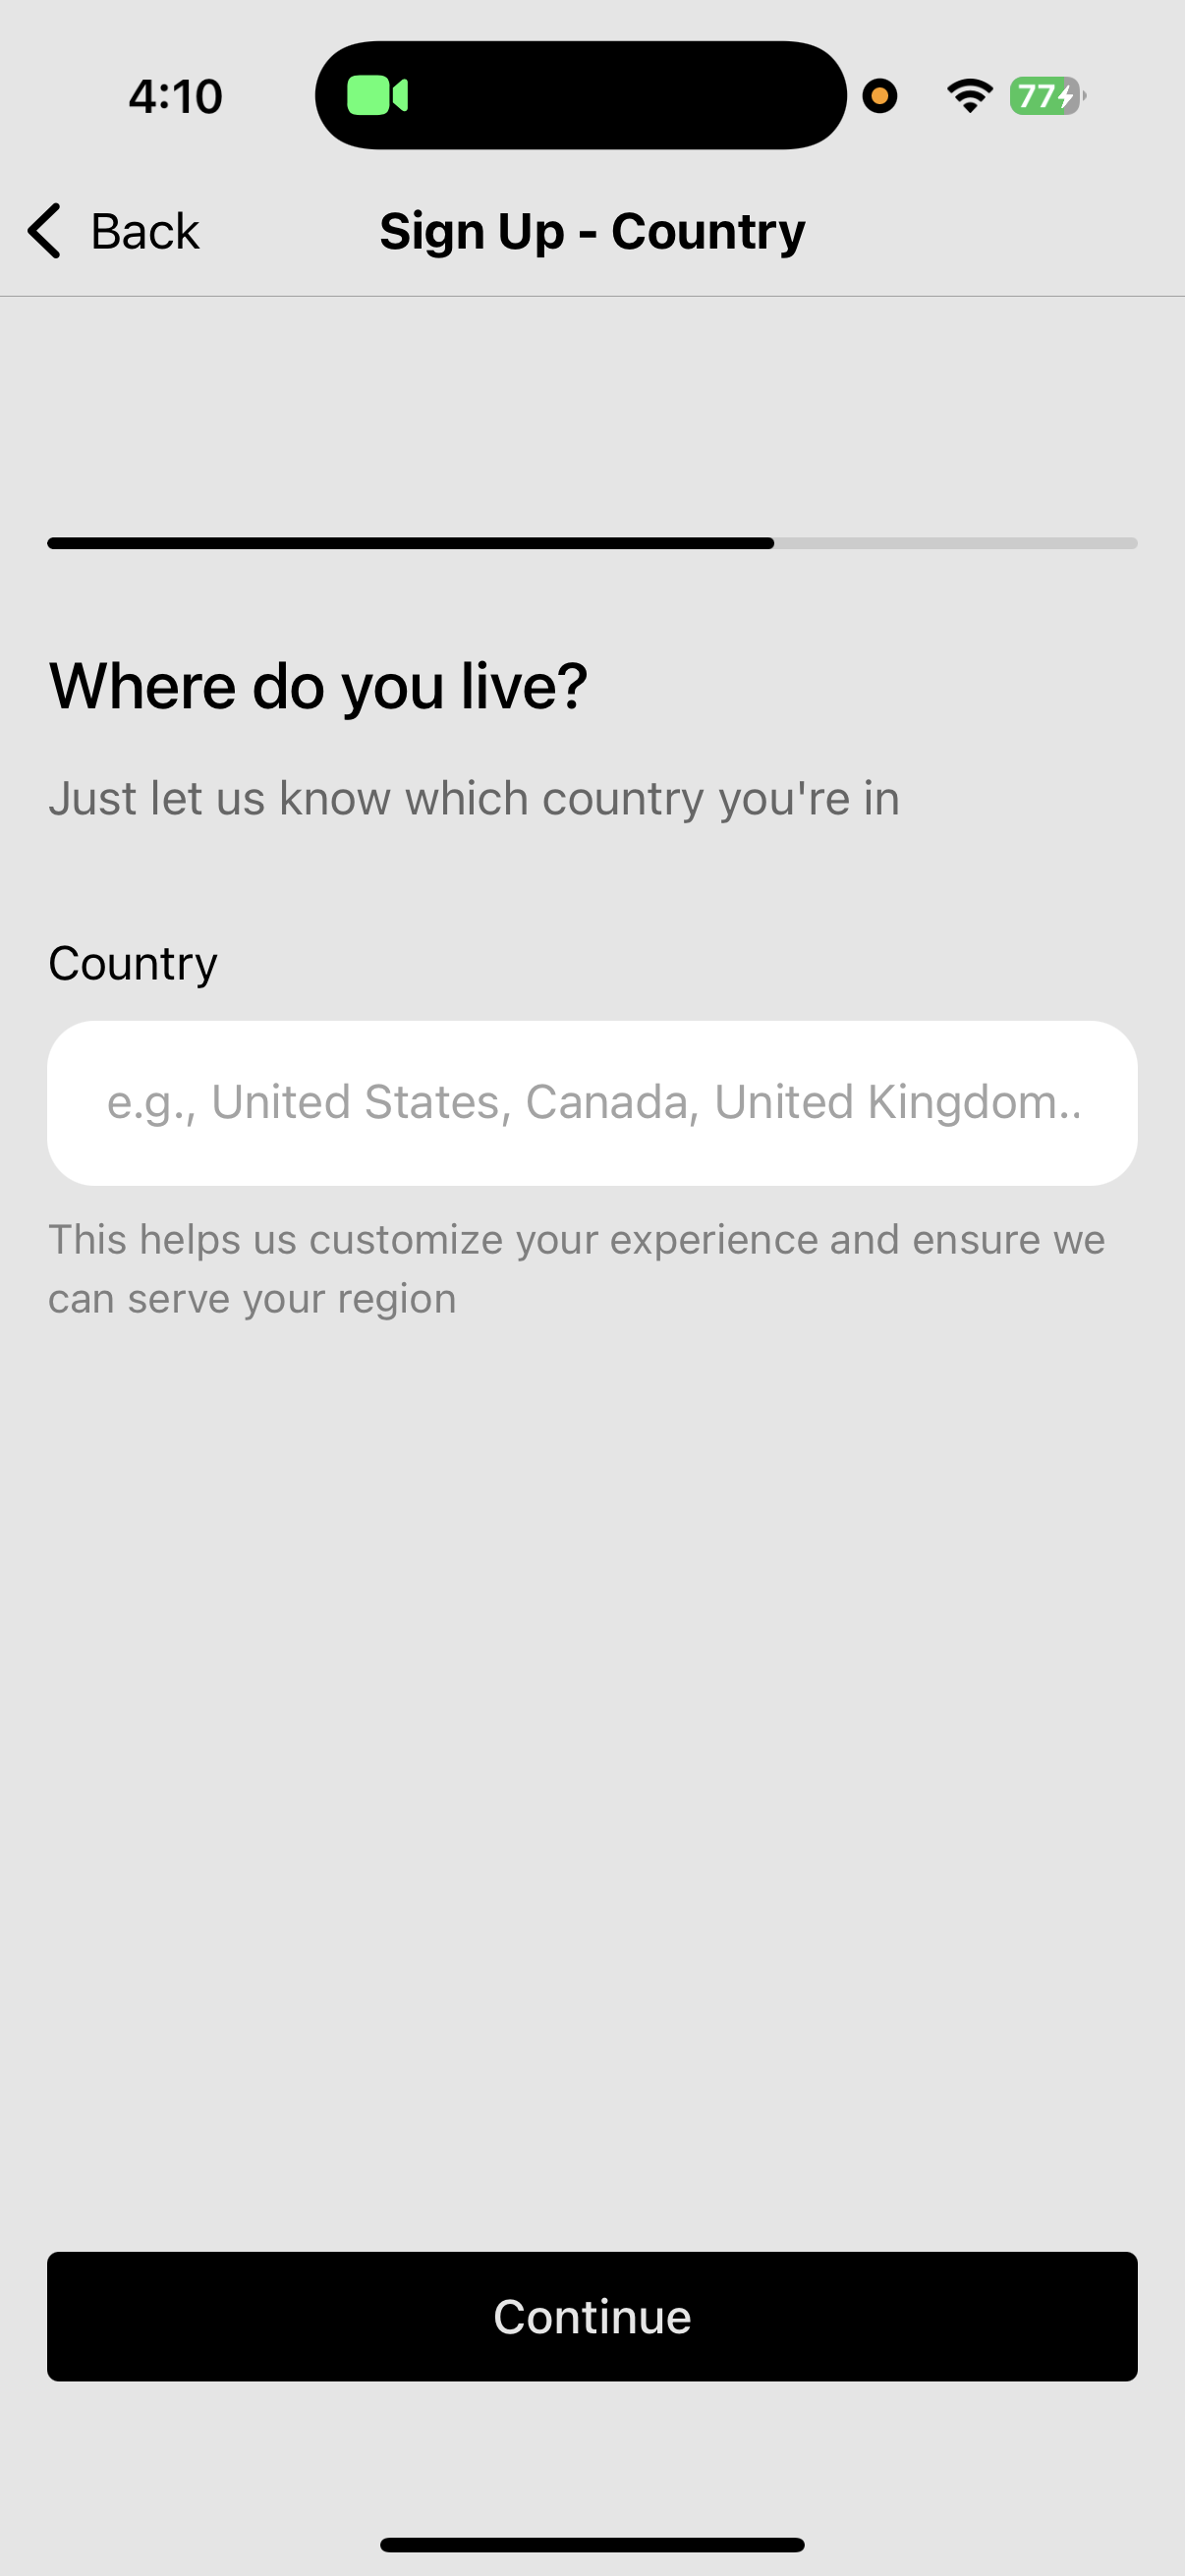 4:10
77
Back
Sign Up - Country
Where do you live?
Just let us know which country you're in
Country
e.g., United States, Canada, United Kingdom..
This helps us customize your experience and ensure we
can serve your region
Continue